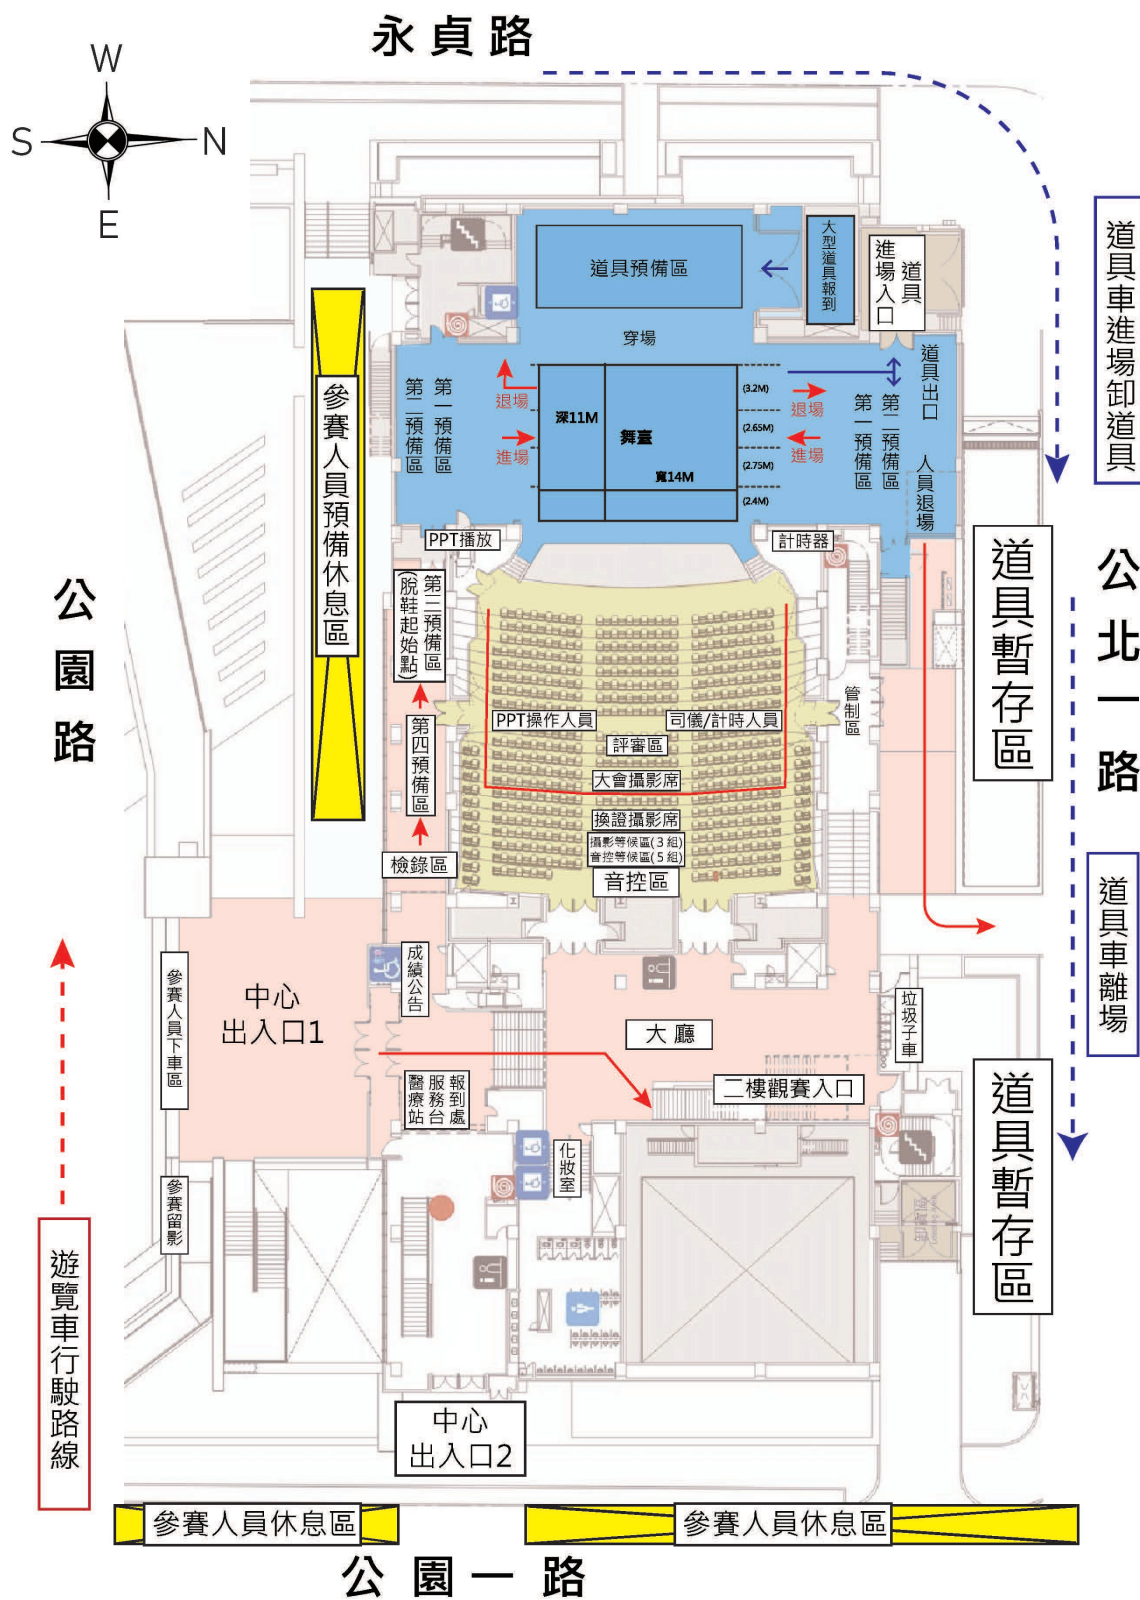 永貞路
W
S
N
E
道具預備區
大型道具報到
道具
進場入口
道具車進場卸道具
穿場
道具出口
第一預備區
第二預備區
退場
進場
深11M
舞臺
寬14M
(3.2M)
(2.65M)
(2.75M)
(2.4M)
退場
進場
第二預備區
第一預備區
人員退場
參賽人員預備休息區
PPT播放
計時器
道具暫存區
公北一路
公園路
第三預備區
(脫鞋起始點)
第四預備區
檢錄區
PPT操作人員
司儀/計時人員
管制區
評審區
大會攝影席
換證攝影席
攝影等候區(3組)
音控等候區(5組)
音控區
道具車離場
成績公告
中心
出入口1
參賽人員下車區
大廳
垃圾子車
二樓觀賽入口
報到處
服務台
醫療站
化妝室
道具暫存區
參賽留影
卸貨區
遊覽車行駛路線
中心
出入口2
參賽人員休息區
參賽人員休息區
公園一路